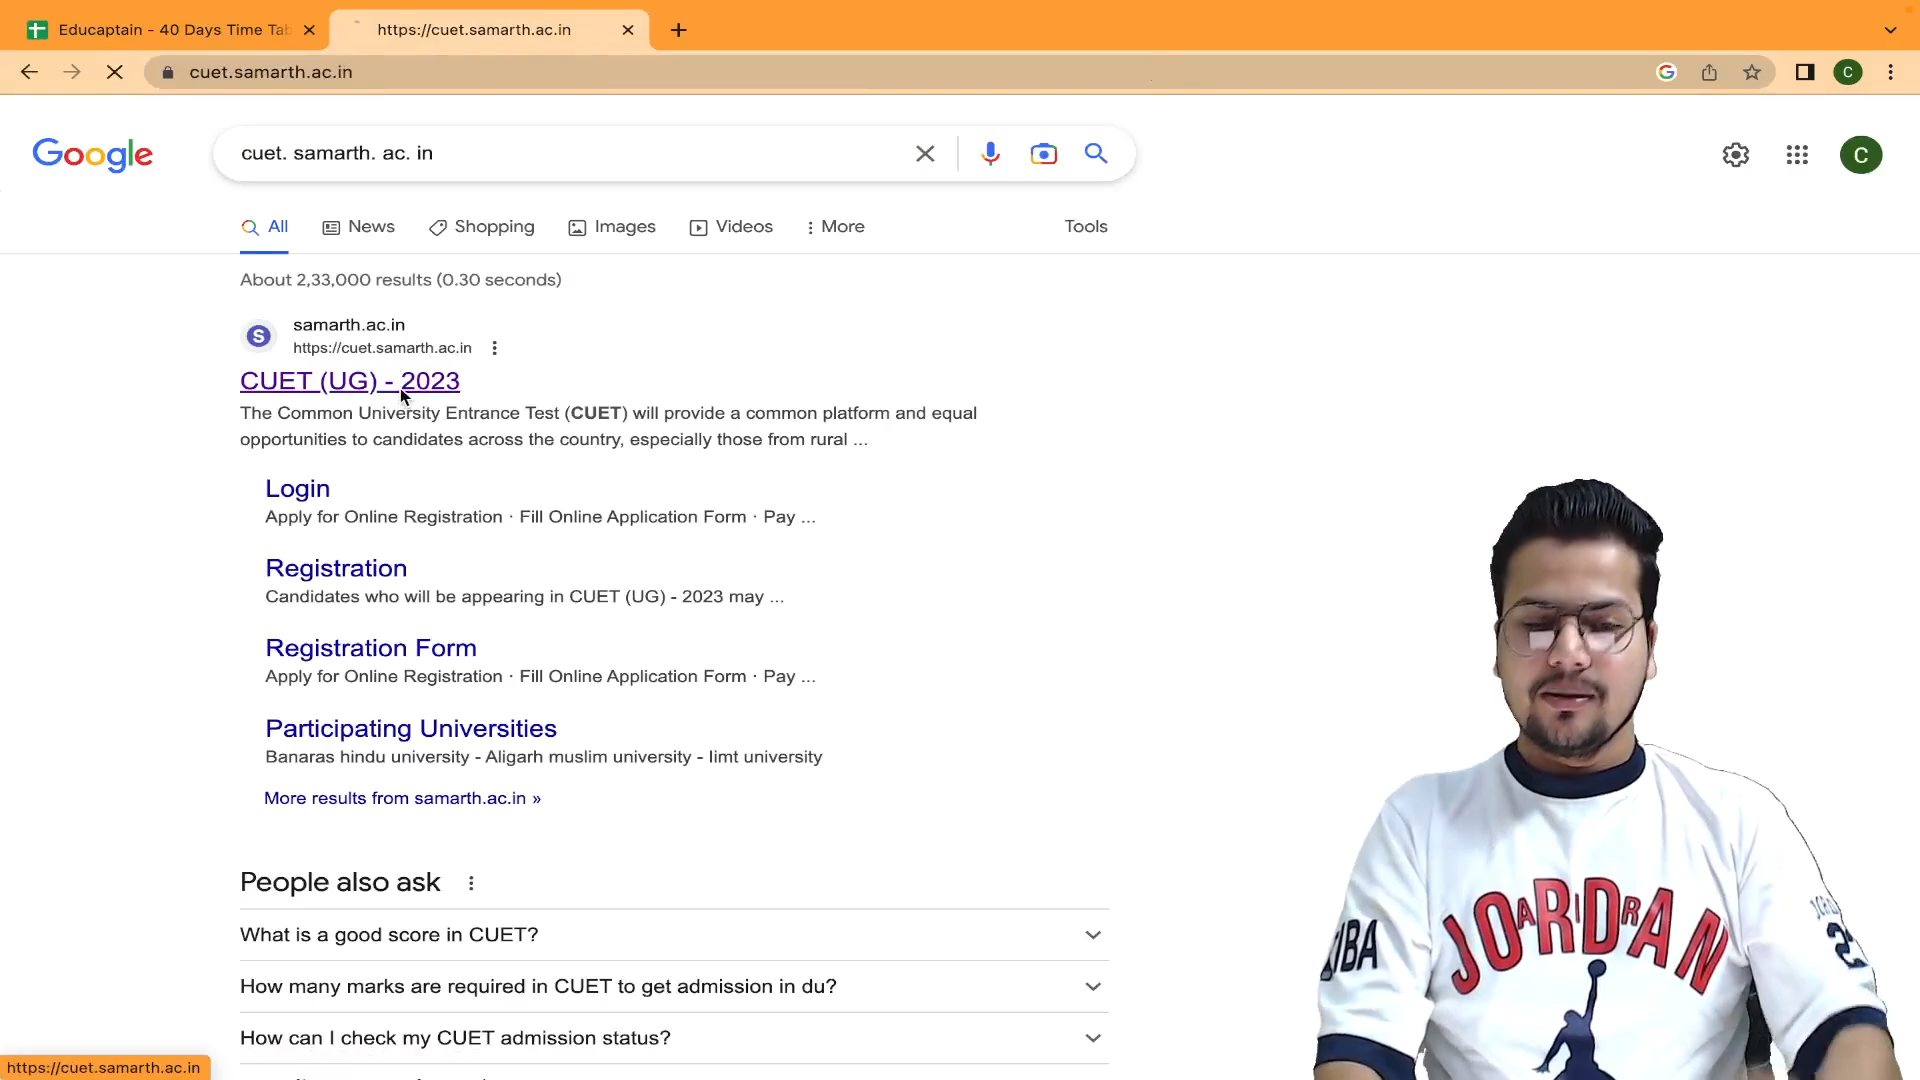 Educaptain - 40 Days Time Tab
https://cuet.samarth.ac.in
cuet.samarth.ac.in
C
Google
cuet. samarth. ac. in
C
All
News
Shopping
Images
Videos
More
Tools
About 2,33,000 results (0.30 seconds)
S
samarth.ac.in
https://cuet.samarth.ac.in
CUET (UG) - 2023
The Common University Entrance Test (CUET) will provide a common platform and equal
opportunities to candidates across the country, especially those from rural ...
Login
Apply for Online Registration · Fill Online Application Form · Pay ...
Registration
Candidates who will be appearing in CUET (UG) - 2023 may ...
Registration Form
Apply for Online Registration · Fill Online Application Form · Pay ...
Participating Universities
Banaras hindu university - Aligarh muslim university - Iimt university
More results from samarth.ac.in »
People also ask
What is a good score in CUET?
How many marks are required in CUET to get admission in du?
How can I check my CUET admission status?
https://cuet.samarth.ac.in
JORDAN
AIR